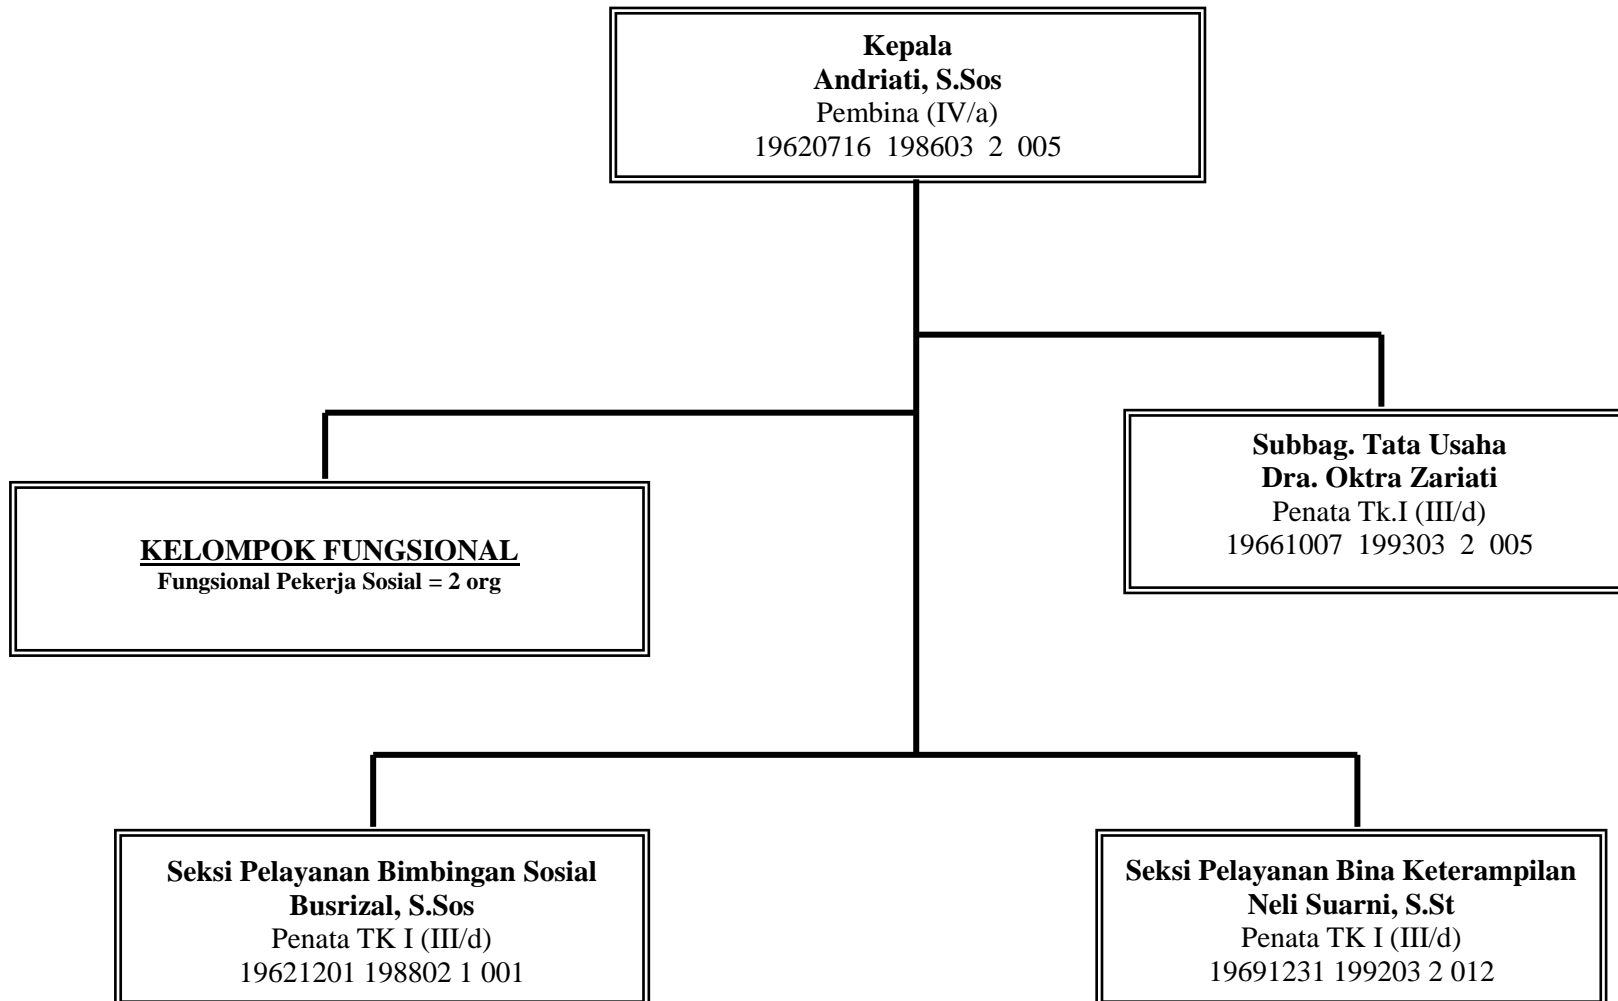 Kepala
Andriati, S.Sos
Pembina (IV/a)
19620716 198603 2 005
Subbag. Tata Usaha
Dra. Oktra Zariati
Penata Tk.I (III/d)
19661007 199303 2 005
KELOMPOK FUNGSIONAL
Fungsional Pekerja Sosial = 2 org
Seksi Pelayanan Bimbingan Sosial
Busrizal, S.Sos
Penata TK I (III/d)
19621201 198802 1 001
Seksi Pelayanan Bina Keterampilan
Neli Suarni, S.St
Penata TK I (III/d)
19691231 199203 2 012